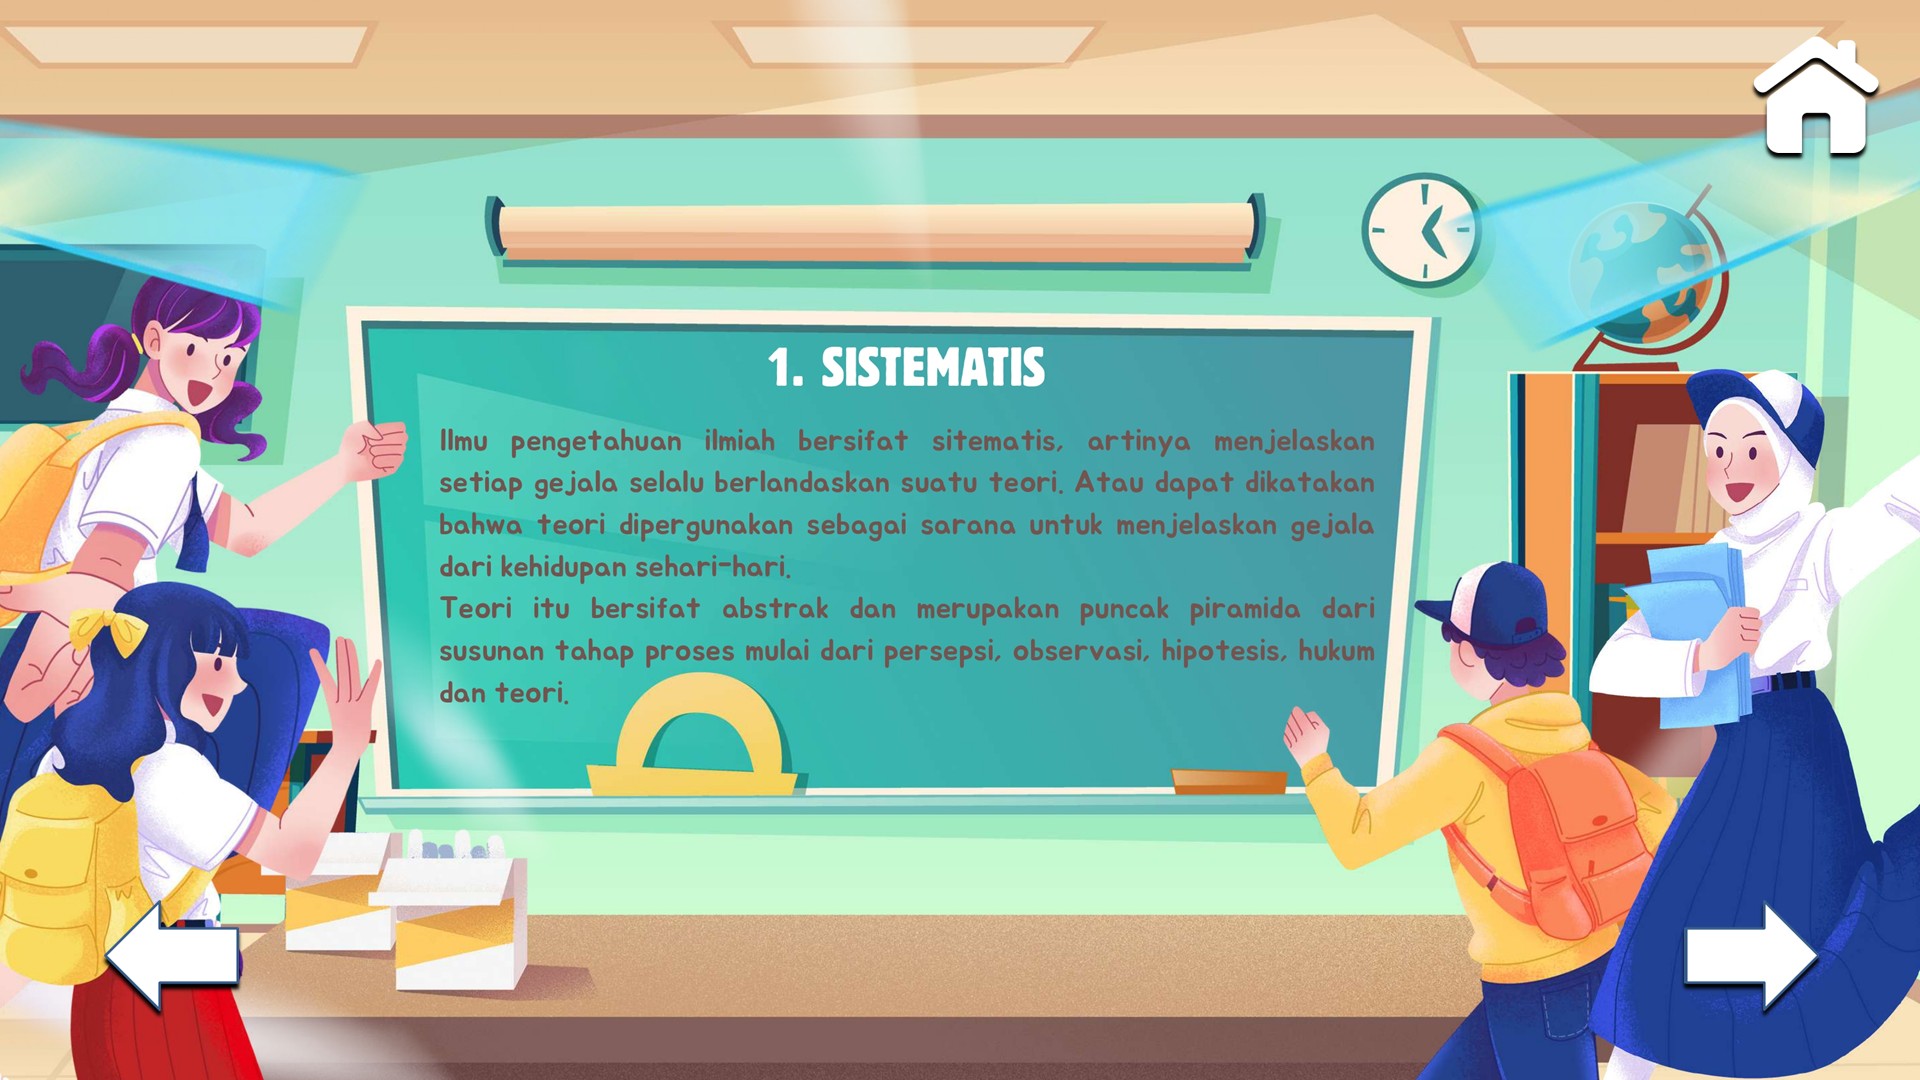 1. SISTEMATIS
Ilmu pengetahuan ilmiah bersifat sitematis, artinya menjelaskan
setiap gejala selalu berlandaskan suatu teori. Atau dapat dikatakan
bahwa teori dipergunakan sebagai sarana untuk menjelaskan gejala
dari kehidupan sehari-hari.
Teori itu bersifat abstrak dan merupakan puncak piramida dari
susunan tahap proses mulai dari persepsi, observasi, hipotesis, hukum
dan teori.